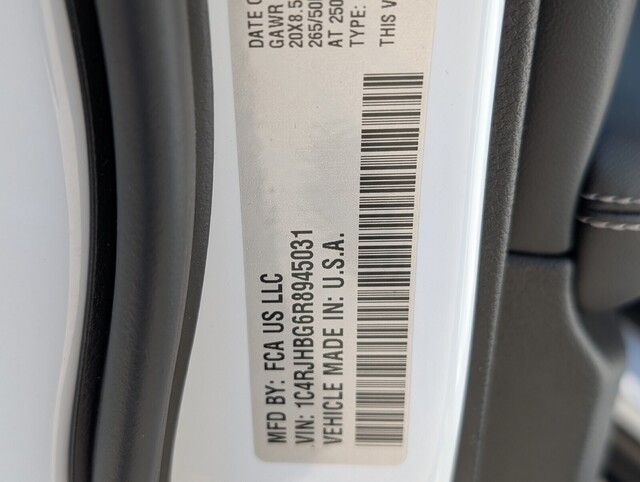 MFD BY: FCA US LLC
DATE O
VIN: 1C4RJHBG6R8945031
GAWR
VEHICLE MADE IN: U.S.A.
20X8.5
265/50
AT 250
TYPE:
THIS V